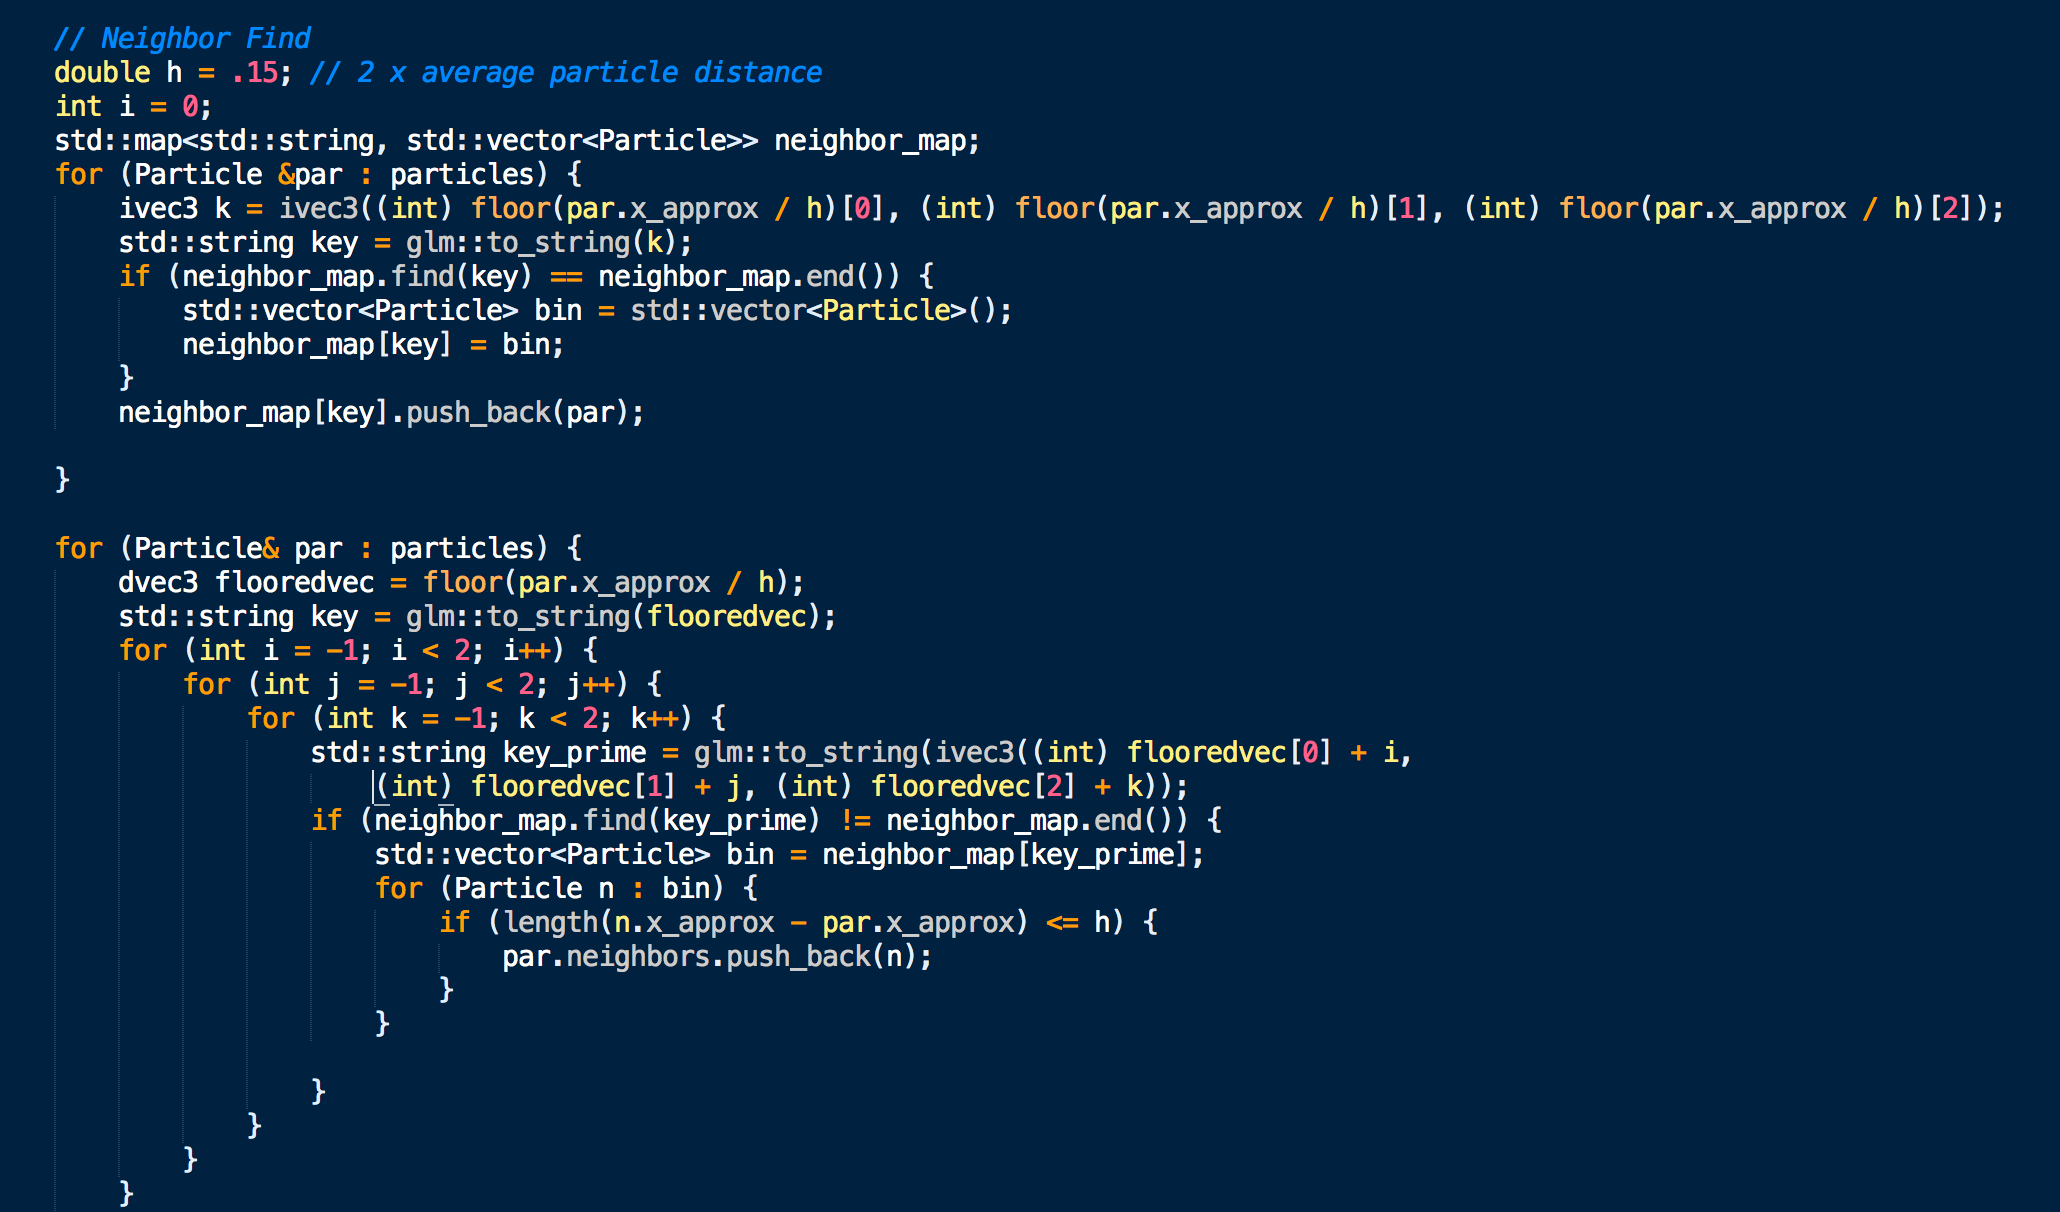 // Neighbor Find
double h = .15; // 2 x average particle distance
int i = 0;
std::map<std::string, std::vector<Particle>> neighbor_map;
for (Particle &par : particles) {
    ivec3 k = ivec3((int) floor(par.x_approx / h)[0], (int) floor(par.x_approx / h)[1], (int) floor(par.x_approx / h)[2]);
    std::string key = glm::to_string(k);
    if (neighbor_map.find(key) == neighbor_map.end()) {
        std::vector<Particle> bin = std::vector<Particle>();
        neighbor_map[key] = bin;
    }
    neighbor_map[key].push_back(par);

}

for (Particle& par : particles) {
    dvec3 flooredvec = floor(par.x_approx / h);
    std::string key = glm::to_string(flooredvec);
    for (int i = -1; i < 2; i++) {
        for (int j = -1; j < 2; j++) {
            for (int k = -1; k < 2; k++) {
                std::string key_prime = glm::to_string(ivec3((int) flooredvec[0] + i,
                    (int) flooredvec[1] + j, (int) flooredvec[2] + k));
                if (neighbor_map.find(key_prime) != neighbor_map.end()) {
                    std::vector<Particle> bin = neighbor_map[key_prime];
                    for (Particle n : bin) {
                        if (length(n.x_approx - par.x_approx) <= h) {
                            par.neighbors.push_back(n);
                        }
                    }

                }
            }
        }
    }